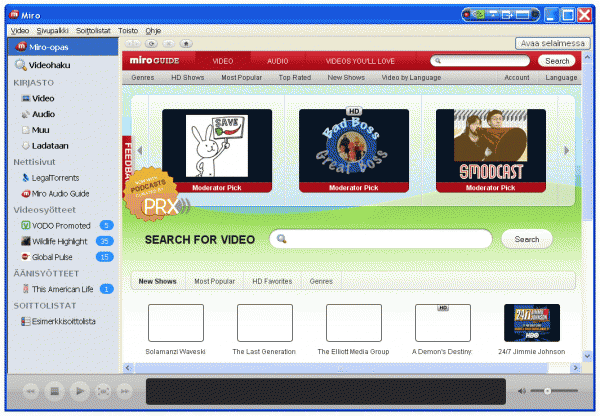 Miro
Video Sivupalkki Soittolistat Toisto Ohje
Miro-opas
Avaa selaimessa
Videohaku
KIRJASTO
Video
Audio
Muu
Ladataan
Nettisivut
LegalTorrents
Miro Audio Guide
Videosyötteet
VODO Promoted 5
Wildlife Highlight 35
Global Pulse 15
ÄÄNISYÖTTEET
This American Life 1
SOITTOLISTAT
Esimerkkisoittolista
miro GUIDE VIDEO AUDIO VIDEOS YOU'LL LOVE Search
Genres HD Shows Most Popular Top Rated New Shows Video by Language Account Language
FEEDBA
SAVE
Moderator Pick
HD
Bad Boss
Great Boss
Moderator Pick
SMODCAST
Moderator Pick
PODCASTS
PRX
SEARCH FOR VIDEO Search
New Shows Most Popular HD Favorites Genres
HD
HBO
Solamanzi Waveski The Last Generation The Elliott Media Group A Demon's Destiny: 24/7 Jimmie Johnson